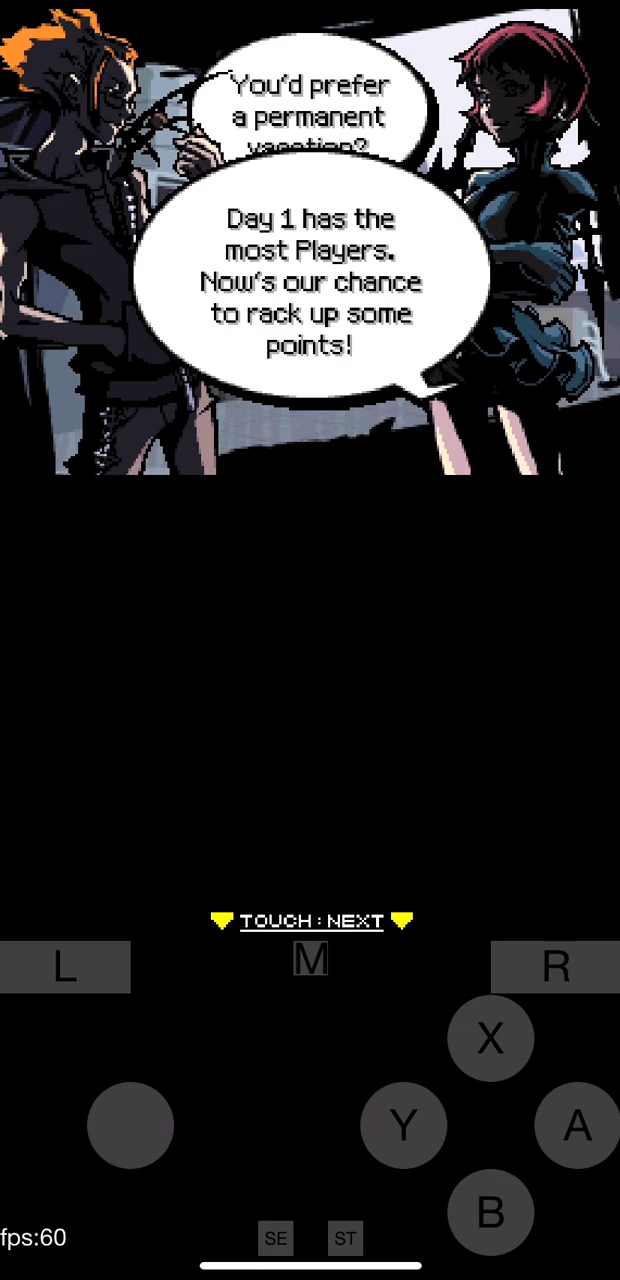 You'd prefer
a permanent
vacation?
Day 1 has the
most Players.
Now's our chance
to rack up some
points!
TOUCH : NEXT
L
M
R
X
Y
A
B
fps:60
SE
ST